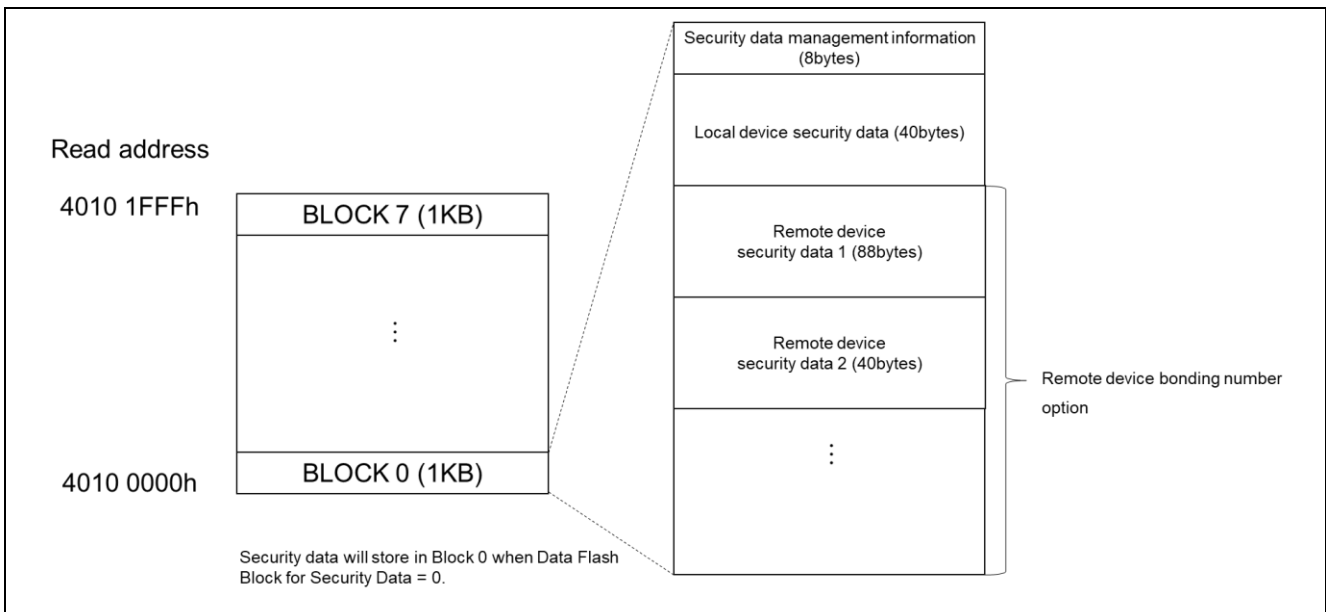 Read address
4010 1FFFh
BLOCK 7 (1KB)
⋮
BLOCK 0 (1KB)
4010 0000h
Security data will store in Block 0 when Data Flash
Block for Security Data = 0.
Security data management information
(8bytes)
Local device security data (40bytes)
Remote device
security data 1 (88bytes)
Remote device
security data 2 (40bytes)
⋮
Remote device bonding number
option